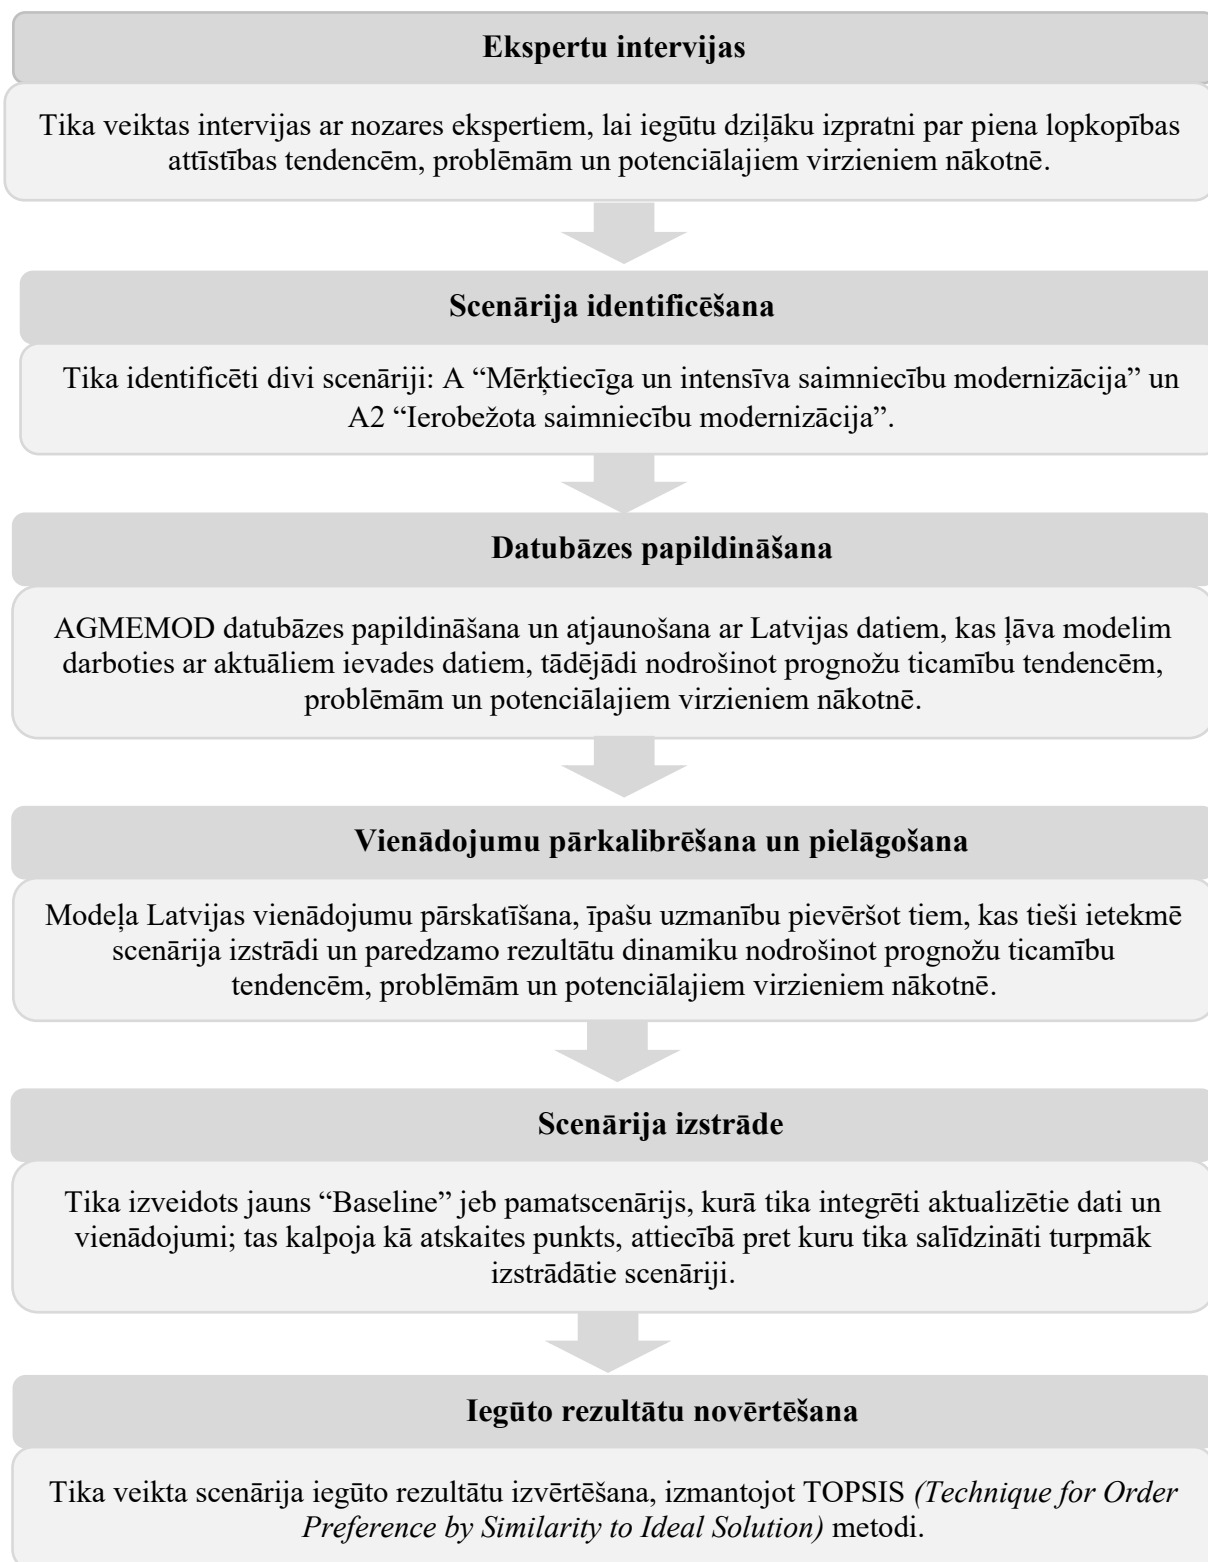 Ekspertu intervijas
Tika veiktas intervijas ar nozares ekspertiem, lai iegūtu dziļāku izpratni par piena lopkopības
attīstības tendencēm, problēmām un potenciālajiem virzieniem nākotnē.
Scenārija identificēšana
Tika identificēti divi scenāriji: A “Mērķtiecīga un intensīva saimniecību modernizācija” un
A2 “Ierobežota saimniecību modernizācija”.
Datubāzes papildināšana
AGMEMOD datubāzes papildināšana un atjaunošana ar Latvijas datiem, kas ļāva modelim
darboties ar aktuāliem ievades datiem, tādējādi nodrošinot prognožu ticamību tendencēm,
problēmām un potenciālajiem virzieniem nākotnē.
Vienādojumu pārkalibrēšana un pielāgošana
Modeļa Latvijas vienādojumu pārskatīšana, īpašu uzmanību pievēršot tiem, kas tieši ietekmē
scenārija izstrādi un paredzamo rezultātu dinamiku nodrošinot prognožu ticamību
tendencēm, problēmām un potenciālajiem virzieniem nākotnē.
Scenārija izstrāde
Tika izveidots jauns “Baseline” jeb pamatscenārijs, kurā tika integrēti aktualizētie dati un
vienādojumi; tas kalpoja kā atskaites punkts, attiecībā pret kuru tika salīdzināti turpmāk
izstrādātie scenāriji.
Iegūto rezultātu novērtēšana
Tika veikta scenārija iegūto rezultātu izvērtēšana, izmantojot TOPSIS (Technique for Order
Preference by Similarity to Ideal Solution) metodi.